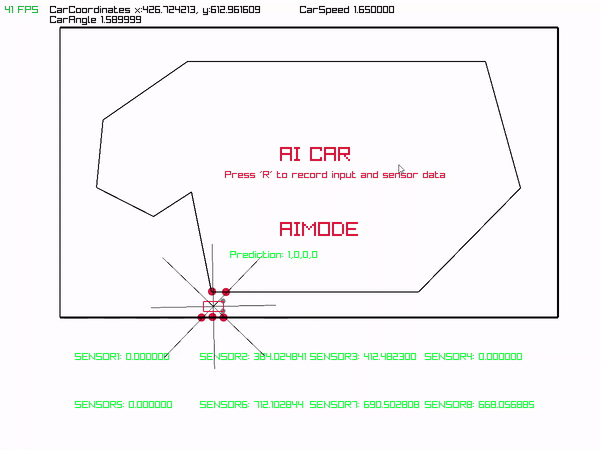 41 FPS CarCoordinates x:426.724213, y:612.961609 CarSpeed 1.650000
CarAngle 1.589999
AI CAR
Press 'R' to record input and sensor data
AIMODE
Prediction: 1,0,0,0
SENSOR1: 0.000000 SENSOR2: 384.024841 SENSOR3: 412.482300 SENSOR4: 0.000000
SENSOR5: 0.000000 SENSOR6: 712.102844 SENSOR7: 690.502808 SENSOR8: 668.056885